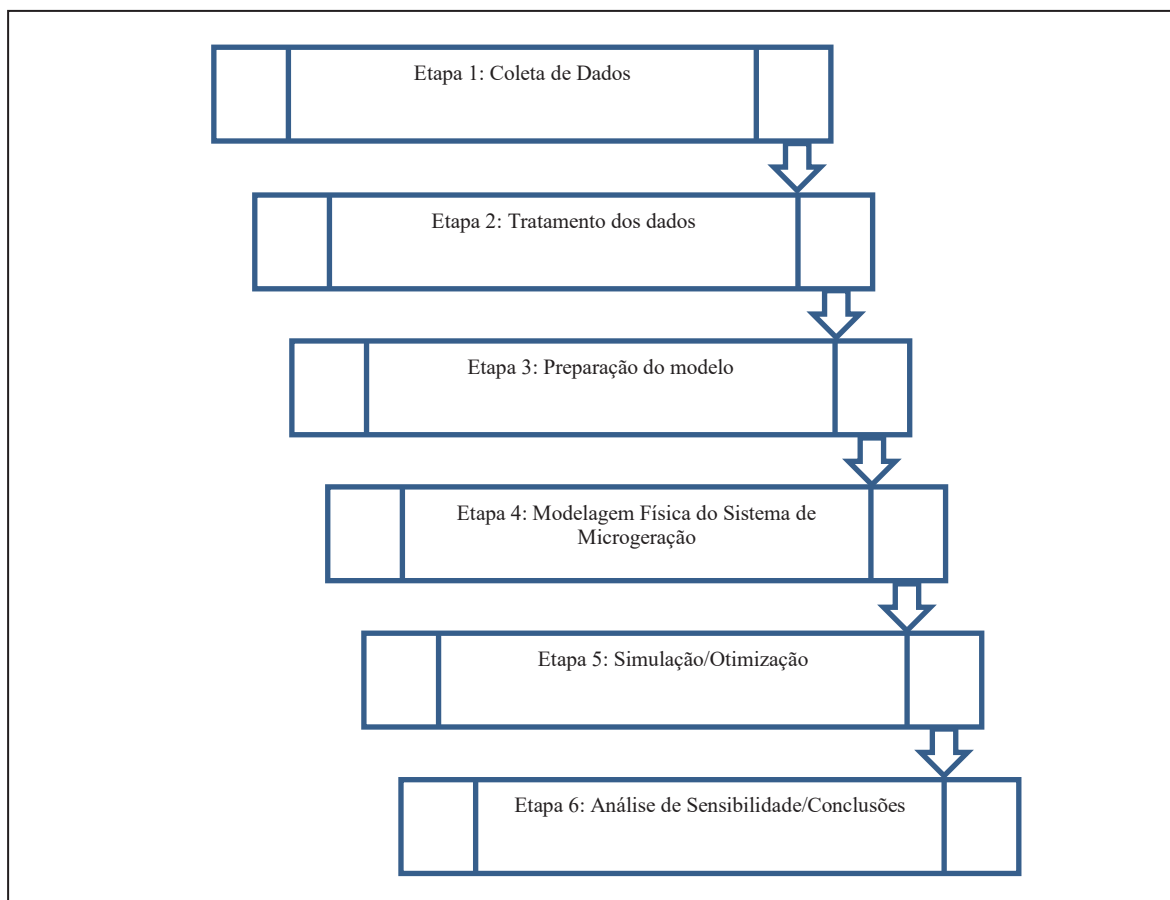 Etapa 1: Coleta de Dados
Etapa 2: Tratamento dos dados
Etapa 3: Preparação do modelo
Etapa 4: Modelagem Física do Sistema de
Microgeração
Etapa 5: Simulação/Otimização
Etapa 6: Análise de Sensibilidade/Conclusões